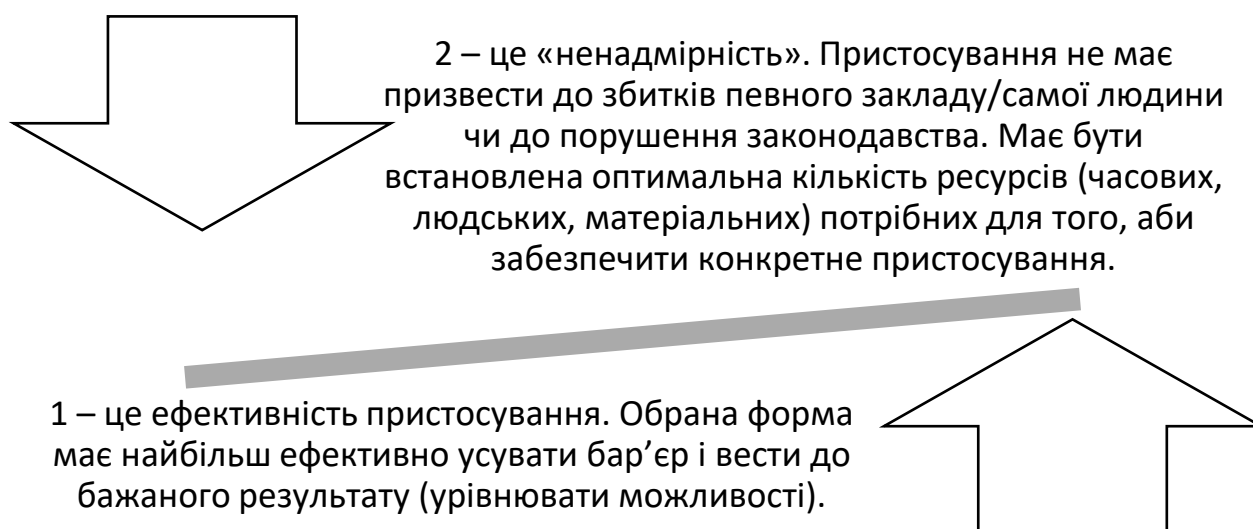 2 – це «ненадмірність». Пристосування не має
призвести до збитків певного закладу/самої людини
чи до порушення законодавства. Має бути
встановлена оптимальна кількість ресурсів (часових,
людських, матеріальних) потрібних для того, аби
забезпечити конкретне пристосування.
1 – це ефективність пристосування. Обрана форма
має найбільш ефективно усувати бар’єр і вести до
бажаного результату (урівнювати можливості).